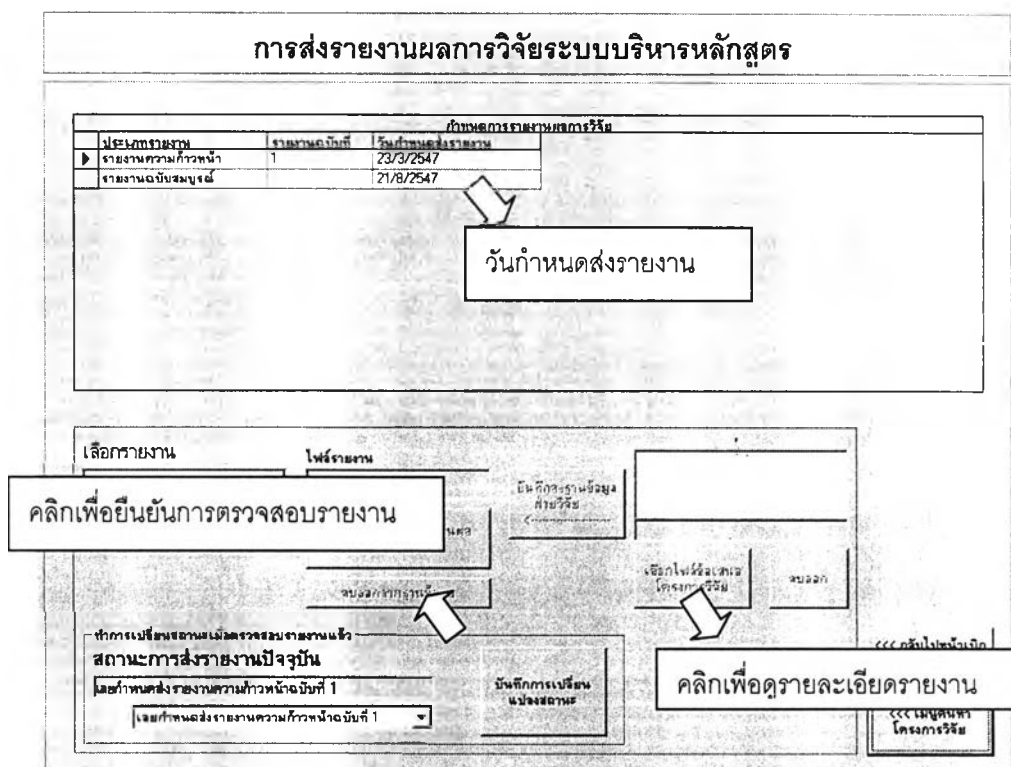 การส่งรายงานผลการวิจัยระบบบริหารหลักสูตร
กำหนดการรายงานผลการวิจัย
ประเภทรายงาน รายงานฉบับที่ วันกำหนดส่งรายงาน
รายงานความก้าวหน้า 1 23/3/2547
รายงานฉบับสมบูรณ์ 21/8/2547
วันกำหนดส่งรายงาน
เลือกรายงาน
ไฟล์รายงาน
คลิกเพื่อยืนยันการตรวจสอบรายงาน
บันทึกลงฐานข้อมูล
ฝ่ายวิจัย
เลือกไฟล์ข้อเสนอ
โครงการวิจัย
ลบออก
ทำการเปลี่ยนสถานะเมื่อตรวจสอบรายงานแล้ว
สถานะการส่งรายงานปัจจุบัน
เลยกำหนดส่งรายงานความก้าวหน้าฉบับที่ 1
เลยกำหนดส่งรายงานความก้าวหน้าฉบับที่ 1
บันทึกการเปลี่ยน
แปลงสถานะ
<<< กลับไปหน้าเบิก
คลิกเพื่อดูรายละเอียดรายงาน
<<< เมนูค้นหา
โครงการวิจัย